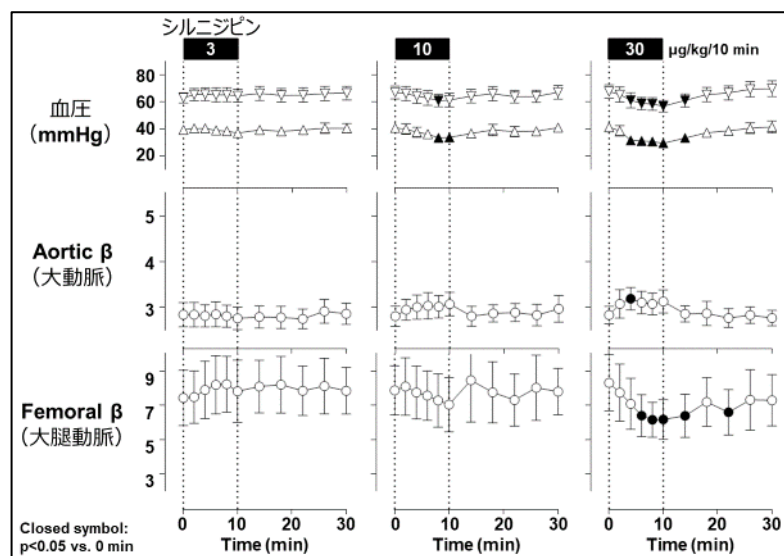 シルニジピン
3 10 30 μg/kg/10 min
血圧
(mmHg)
80
60
40
20
Aortic β
(大動脈)
5
4
3
Femoral β
(大腿動脈)
9
7
5
3
0 10 20 30 0 10 20 30 0 10 20 30
Time (min) Time (min) Time (min)
Closed symbol:
p<0.05 vs. 0 min